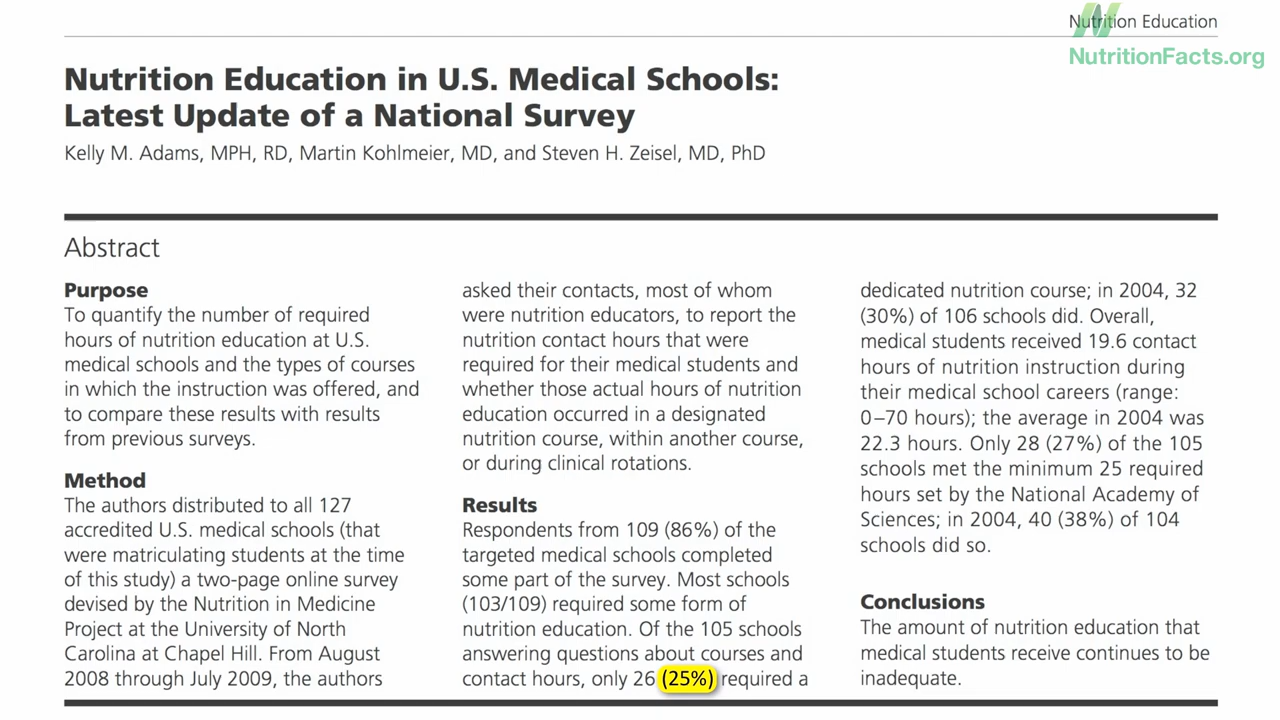 Nutrition Education
NutritionFacts.org
Nutrition Education in U.S. Medical Schools:
Latest Update of a National Survey
Kelly M. Adams, MPH, RD, Martin Kohlmeier, MD, and Steven H. Zeisel, MD, PhD
Abstract
Purpose
To quantify the number of required
hours of nutrition education at U.S.
medical schools and the types of courses
in which the instruction was offered, and
to compare these results with results
from previous surveys.
Method
The authors distributed to all 127
accredited U.S. medical schools (that
were matriculating students at the time
of this study) a two-page online survey
devised by the Nutrition in Medicine
Project at the University of North
Carolina at Chapel Hill. From August
2008 through July 2009, the authors
asked their contacts, most of whom
were nutrition educators, to report the
nutrition contact hours that were
required for their medical students and
whether those actual hours of nutrition
education occurred in a designated
nutrition course, within another course,
or during clinical rotations.
Results
Respondents from 109 (86%) of the
targeted medical schools completed
some part of the survey. Most schools
(103/109) required some form of
nutrition education. Of the 105 schools
answering questions about courses and
contact hours, only 26 (25%) required a
dedicated nutrition course; in 2004, 32
(30%) of 106 schools did. Overall,
medical students received 19.6 contact
hours of nutrition instruction during
their medical school careers (range:
0–70 hours); the average in 2004 was
22.3 hours. Only 28 (27%) of the 105
schools met the minimum 25 required
hours set by the National Academy of
Sciences; in 2004, 40 (38%) of 104
schools did so.
Conclusions
The amount of nutrition education that
medical students receive continues to be
inadequate.